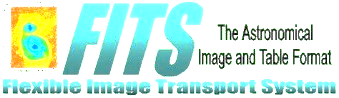 FITS
The Astronomical
Image and Table Format
Flexible Image Transport System